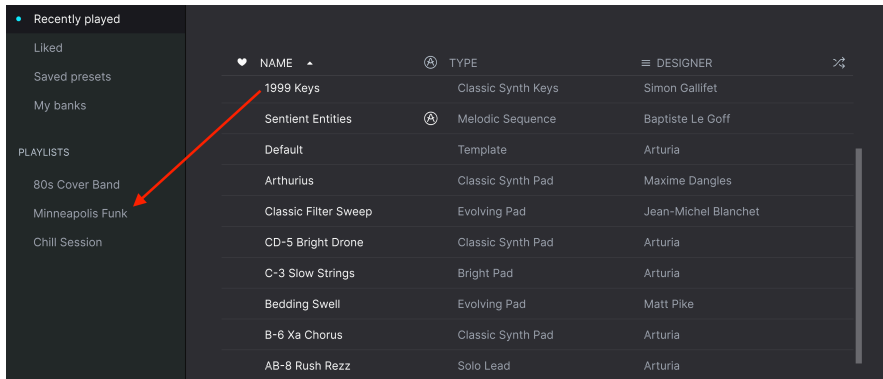 Recently played
Liked
Saved presets
My banks
PLAYLISTS
80s Cover Band
Minneapolis Funk
Chill Session
NAME TYPE DESIGNER
1999 Keys Classic Synth Keys Simon Gallifet
Sentient Entities Melodic Sequence Baptiste Le Goff
Default Template Arturia
Arthurius Classic Synth Pad Maxime Dangles
Classic Filter Sweep Evolving Pad Jean-Michel Blanchet
CD-5 Bright Drone Classic Synth Pad Arturia
C-3 Slow Strings Bright Pad Arturia
Bedding Swell Evolving Pad Matt Pike
B-6 Xa Chorus Classic Synth Pad Arturia
AB-8 Rush Rezz Solo Lead Arturia